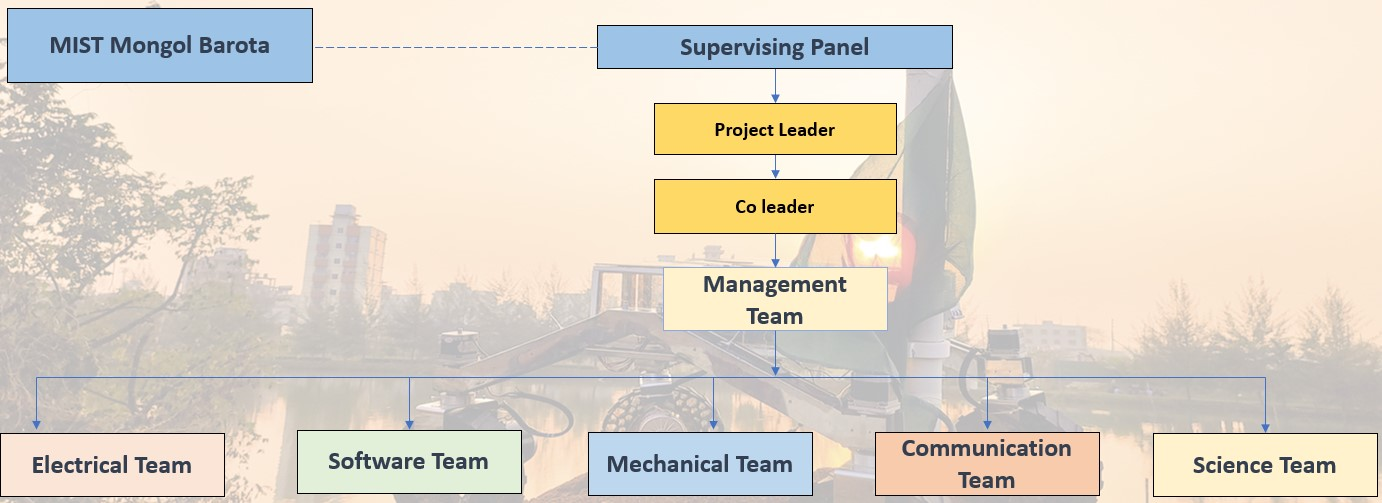 MIST Mongol Barota
Supervising Panel
Project Leader
Co leader
Management
Team
Electrical Team
Software Team
Mechanical Team
Communication
Team
Science Team